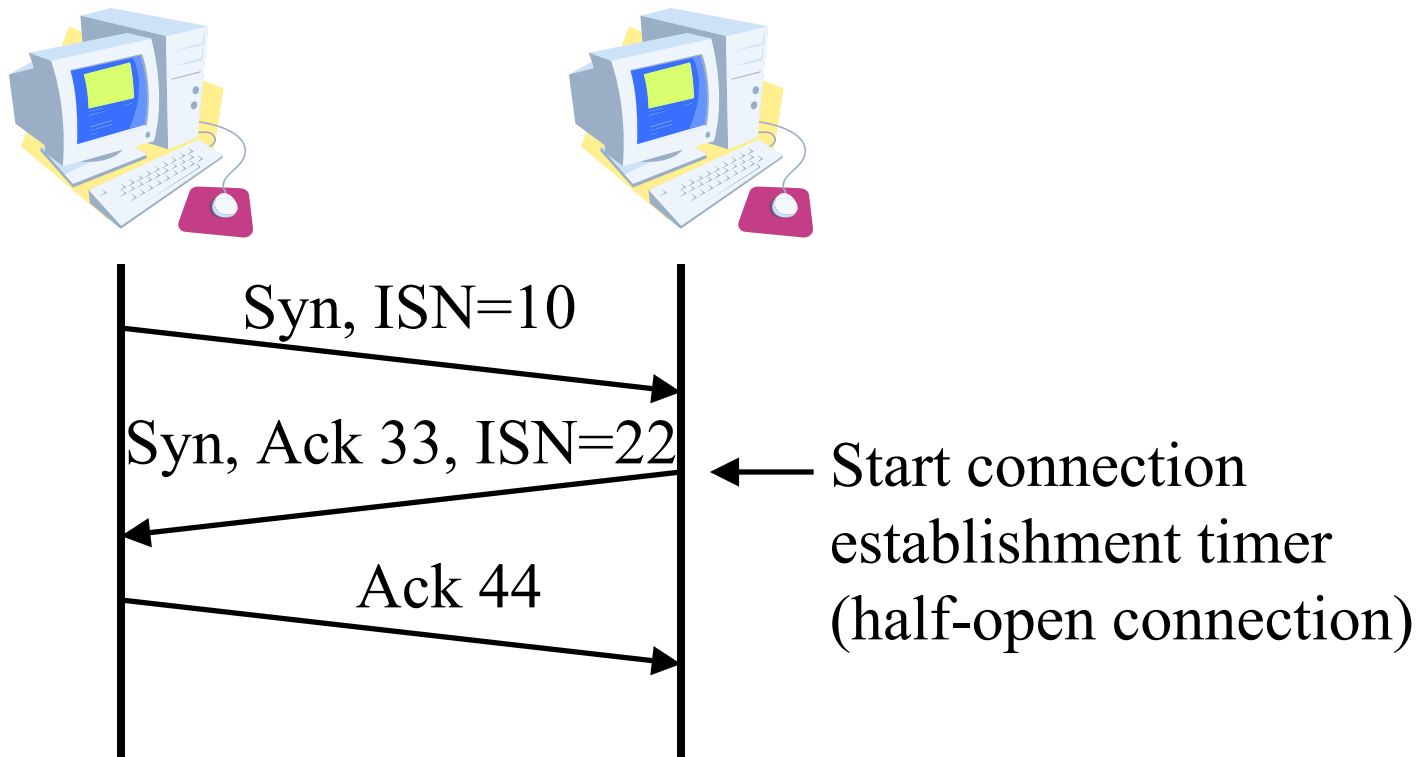 Syn, ISN=10
Syn, Ack 33, ISN=22
Start connection
establishment timer
(half-open connection)
Ack 44